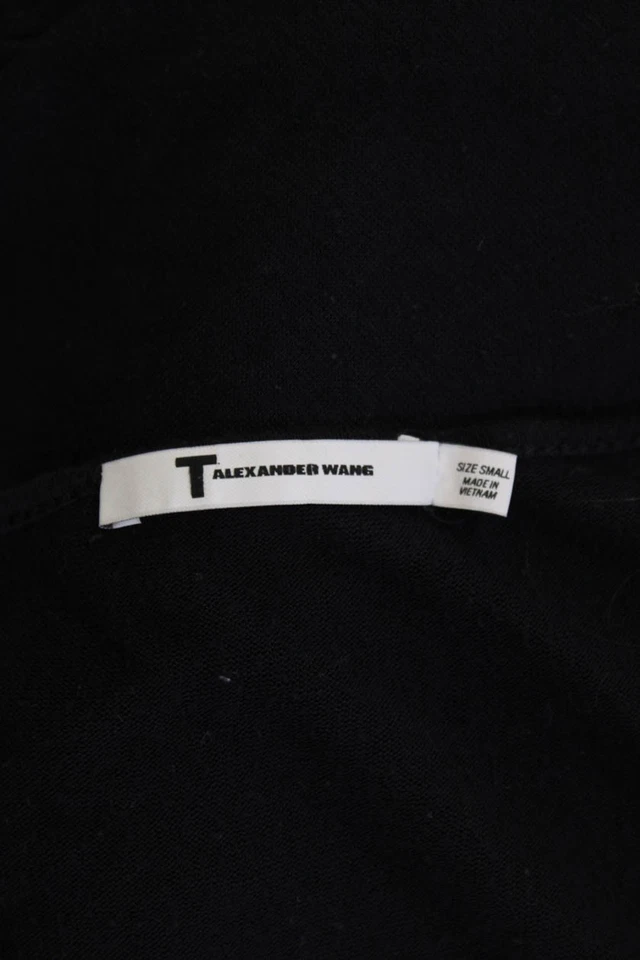 T ALEXANDER WANG
SIZE SMALL
MADE IN
VIETNAM